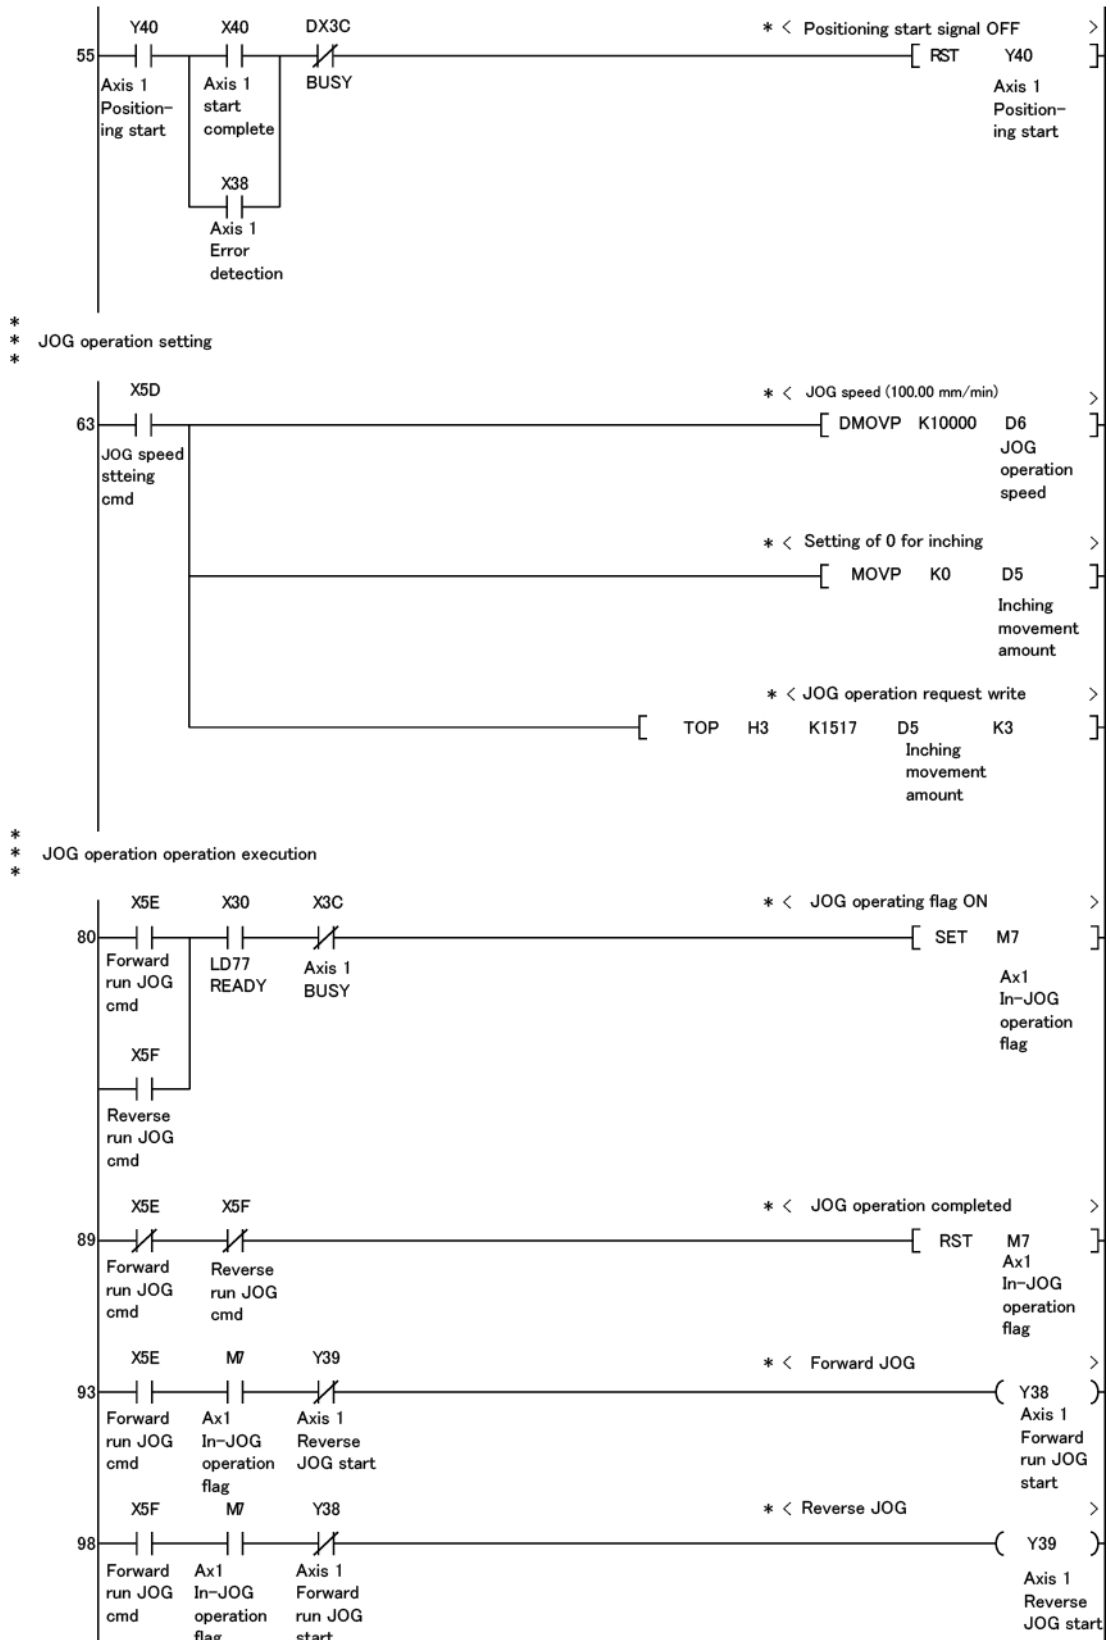 Y40 X40 DX3C * < Positioning start signal OFF >
55 [ RST Y40 ]
Axis 1 Axis 1 BUSY Axis 1
Position- start Position-
ing start complete ing start
X38
Axis 1
Error
detection
*
* JOG operation setting
*
X5D * < JOG speed (100.00 mm/min) >
63 [ DMOVP K10000 D6 ]
JOG speed JOG
stteing operation
cmd speed
* < Setting of 0 for inching >
[ MOVP K0 D5 ]
Inching
movement
amount
* < JOG operation request write >
[ TOP H3 K1517 D5 K3 ]
Inching
movement
amount
*
* JOG operation operation execution
*
X5E X30 X3C * < JOG operating flag ON >
80 [ SET M7 ]
Forward LD77 Axis 1 Ax1
run JOG READY BUSY In-JOG
cmd operation
flag
X5F
Reverse
run JOG
cmd
X5E X5F * < JOG operation completed >
89 [ RST M7 ]
Forward Reverse Ax1
run JOG run JOG In-JOG
cmd cmd operation
flag
X5E M7 Y39 * < Forward JOG >
93 ( Y38 )
Forward Ax1 Axis 1 Axis 1
run JOG In-JOG Reverse Forward
cmd operation JOG start run JOG
flag start
X5F M7 Y38 * < Reverse JOG >
98 ( Y39 )
Forward Ax1 Axis 1 Axis 1
run JOG In-JOG Forward Reverse
cmd operation run JOG JOG start
flag start